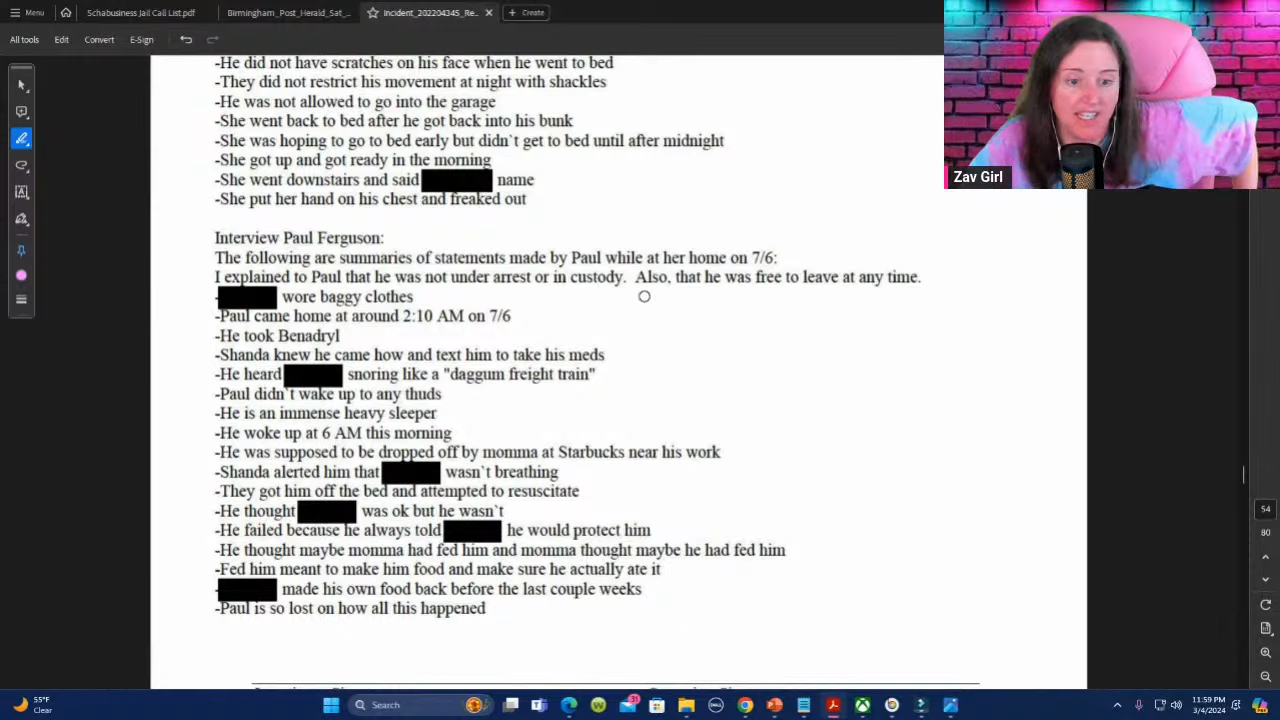 Menu
Schabusiness Jail Call List.pdf
Birmingham_Post_Herald_Sat_...
Incident_20220434S_Re...
Create
All tools
Edit
Convert
E-Sign
-He did not have scratches on his face when he went to bed
-They did not restrict his movement at night with shackles
-He was not allowed to go into the garage
-She went back to bed after he got back into his bunk
-She was hoping to go to bed early but didn`t get to bed until after midnight
-She got up and got ready in the morning
-She went downstairs and said name
-She put her hand on his chest and freaked out
Zav Girl
Interview Paul Ferguson:
The following are summaries of statements made by Paul while at her home on 7/6:
I explained to Paul that he was not under arrest or in custody.  Also, that he was free to leave at any time.
- wore baggy clothes
-Paul came home at around 2:10 AM on 7/6
-He took Benadryl
-Shanda knew he came how and text him to take his meds
-He heard snoring like a "daggum freight train"
-Paul didn`t wake up to any thuds
-He is an immense heavy sleeper
-He woke up at 6 AM this morning
-He was supposed to be dropped off by momma at Starbucks near his work
-Shanda alerted him that wasn`t breathing
-They got him off the bed and attempted to resuscitate
-He thought was ok but he wasn`t
-He failed because he always told he would protect him
-He thought maybe momma had fed him and momma thought maybe he had fed him
-Fed him meant to make him food and make sure he actually ate it
- made his own food back before the last couple weeks
-Paul is so lost on how all this happened
54
80
55°F
Clear
Search
31
11:59 PM
3/4/2024